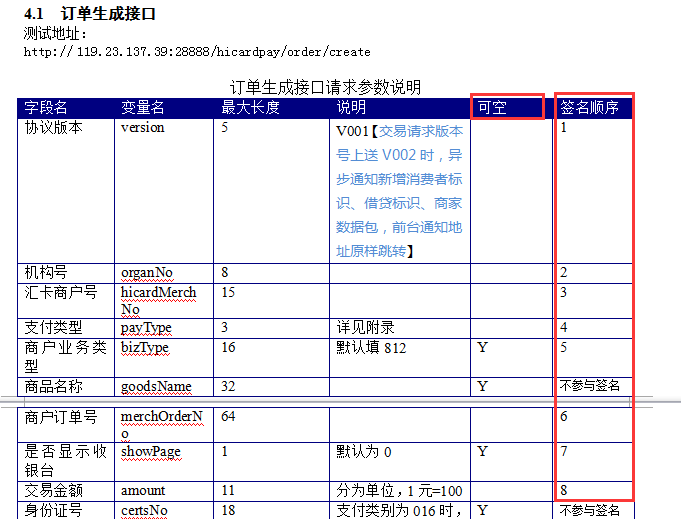 4.1 订单生成接口
测试地址：
http://119.23.137.39:28888/hicardpay/order/create
订单生成接口请求参数说明
字段名 变量名 最大长度 说明 可空 签名顺序
协议版本 version 5 V001【交易请求版本 1
号上送 V002 时，异
步通知新增消费者标
识、借贷标识、商家
数据包，前台通知地
址原样跳转】
机构号 organNo 8 2
汇卡商户号 hicardMerch 15 3
No
支付类型 payType 3 详见附录 4
商户业务类 bizType 16 默认填 812 Y 5
型
商品名称 goodsName 32 Y 不参与签名
商户订单号 merchOrderN 64 6
o
是否显示收 showPage 1 默认为 0 Y 7
银台
交易金额 amount 11 分为单位，1 元=100 8
身份证号 certsNo 18 支付类别为 016 时， Y 不参与签名